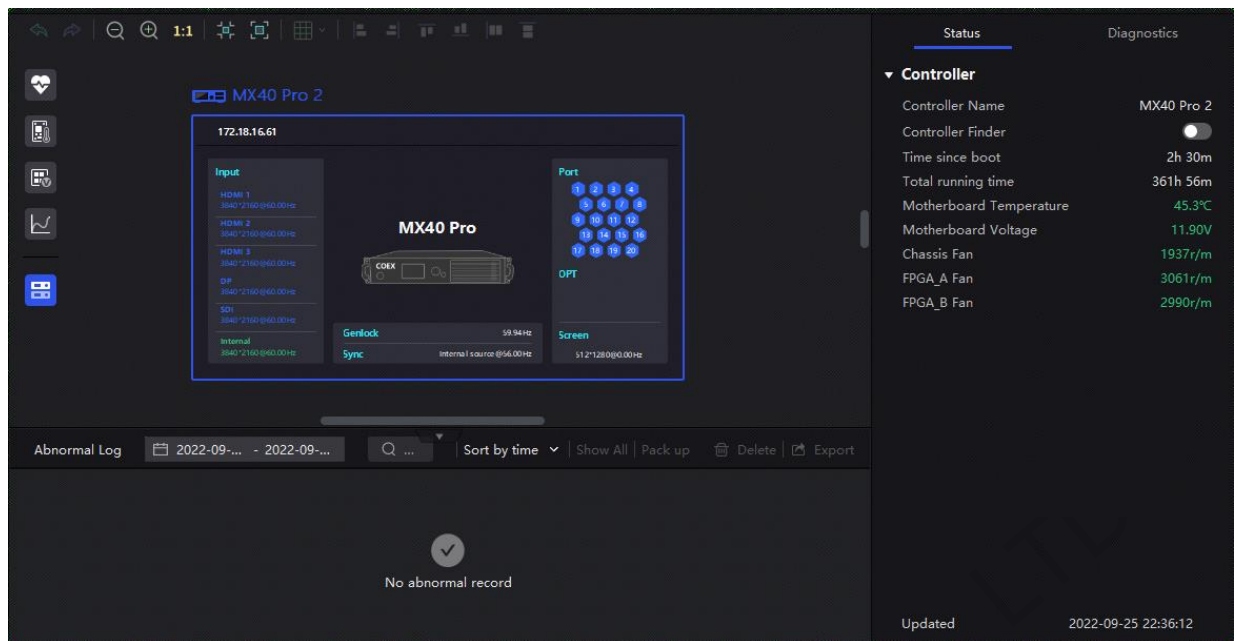 1:1
MX40 Pro 2
172.18.16.61
Input
HDMI 1
3840*2160@60.00Hz
HDMI 2
3840*2160@60.00Hz
HDMI 3
3840*2160@60.00Hz
DP
3840*2160@60.00Hz
SDI
3840*2160@60.00Hz
Internal
3840*2160@60.00Hz
MX40 Pro
COEX
Genlock 59.94Hz
Sync Internal source @56.00Hz
Port
1 2 3 4
5 6 7 8
9 10 11 12
13 14 15 16
17 18 19 20
OPT
Screen
512*1280@0.00Hz
Abnormal Log 2022-09-... - 2022-09-... ... Sort by time Show All Pack up Delete Export
No abnormal record
Status Diagnostics
Controller
Controller Name MX40 Pro 2
Controller Finder
Time since boot 2h 30m
Total running time 361h 56m
Motherboard Temperature 45.3℃
Motherboard Voltage 11.90V
Chassis Fan 1937r/m
FPGA_A Fan 3061r/m
FPGA_B Fan 2990r/m
LTL
Updated 2022-09-25 22:36:12